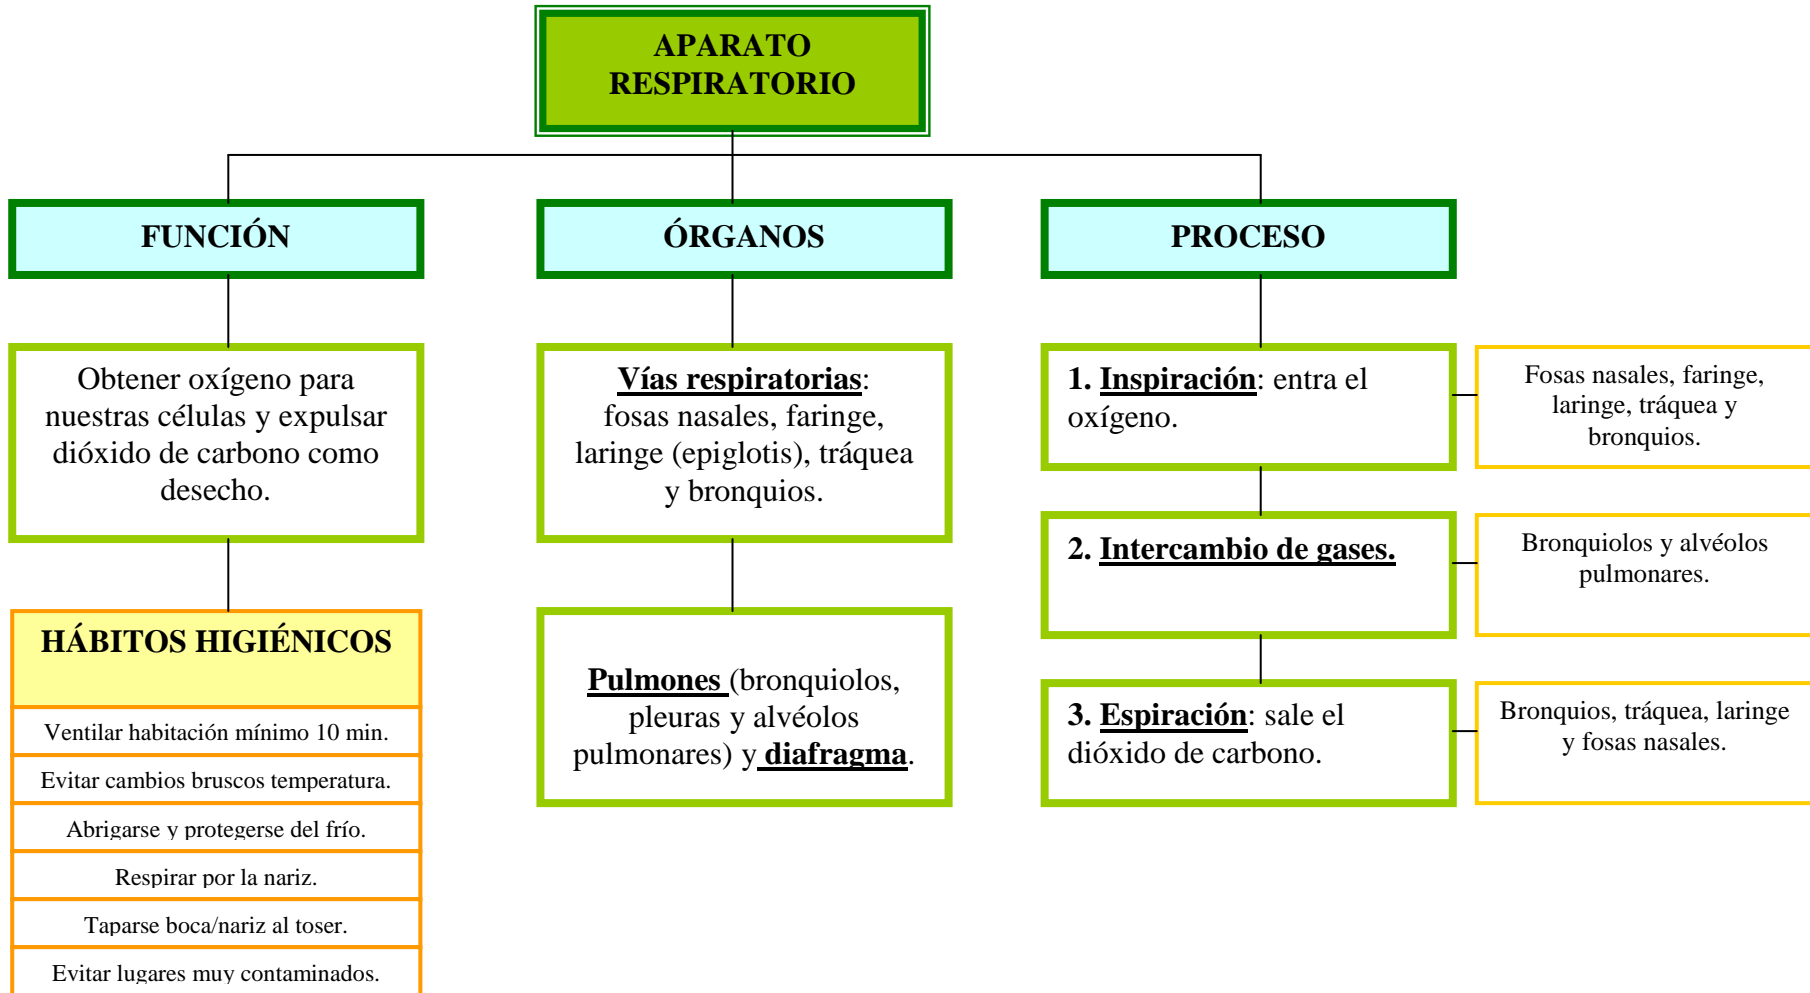 APARATO
RESPIRATORIO
FUNCIÓN
ÓRGANOS
PROCESO
Obtener oxígeno para
nuestras células y expulsar
dióxido de carbono como
desecho.
HÁBITOS HIGIÉNICOS
Ventilar habitación mínimo 10 min.
Evitar cambios bruscos temperatura.
Abrigarse y protegerse del frío.
Respirar por la nariz.
Taparse boca/nariz al toser.
Evitar lugares muy contaminados.
Vías respiratorias:
fosas nasales, faringe,
laringe (epiglotis), tráquea
y bronquios.
Pulmones (bronquiolos,
pleuras y alvéolos
pulmonares) y diafragma.
1. Inspiración: entra el
oxígeno.
Fosas nasales, faringe,
laringe, tráquea y
bronquios.
2. Intercambio de gases.
Bronquiolos y alvéolos
pulmonares.
3. Espiración: sale el
dióxido de carbono.
Bronquios, tráquea, laringe
y fosas nasales.